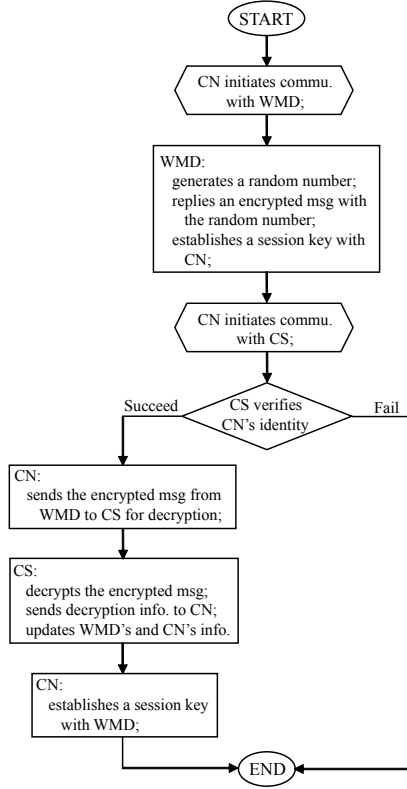 START
CN initiates commu.
with WMD;
WMD:
generates a random number;
replies an encrypted msg with
the random number;
establishes a session key with
CN;
CN initiates commu.
with CS;
CS verifies
CN's identity
Succeed
Fail
CN:
sends the encrypted msg from
WMD to CS for decryption;
CS:
decrypts the encrypted msg;
sends decryption info. to CN;
updates WMD's and CN's info.
CN:
establishes a session key
with WMD;
END